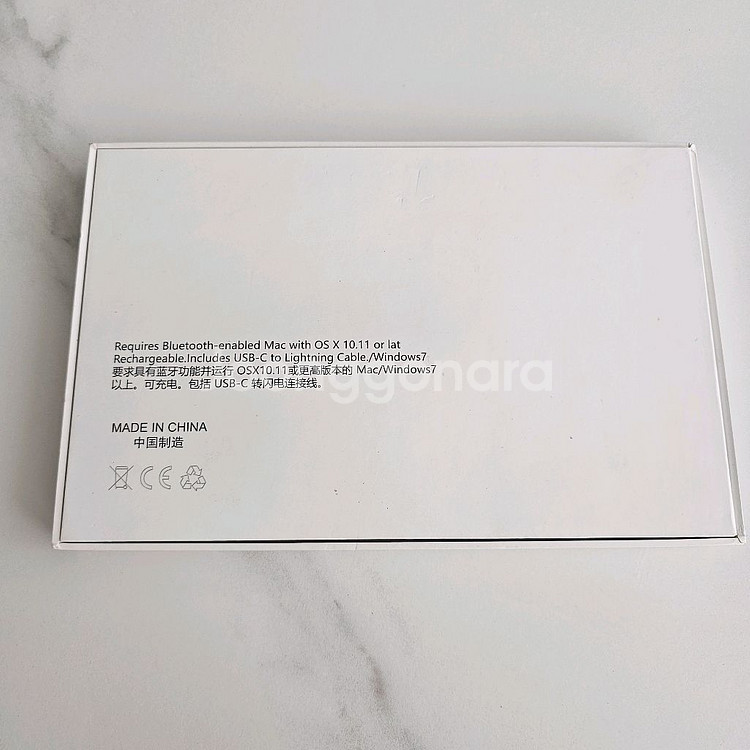 Requires Bluetooth-enabled Mac with OS X 10.11 or lat
Rechargeable.Includes USB-C to Lightning Cable./Windows7
要求具有蓝牙功能并运行 OSX10.11或更高版本的 Mac/Windows7
以上。可充电。包括 USB-C 转闪电连接线。
MADE IN CHINA
中国制造
CE